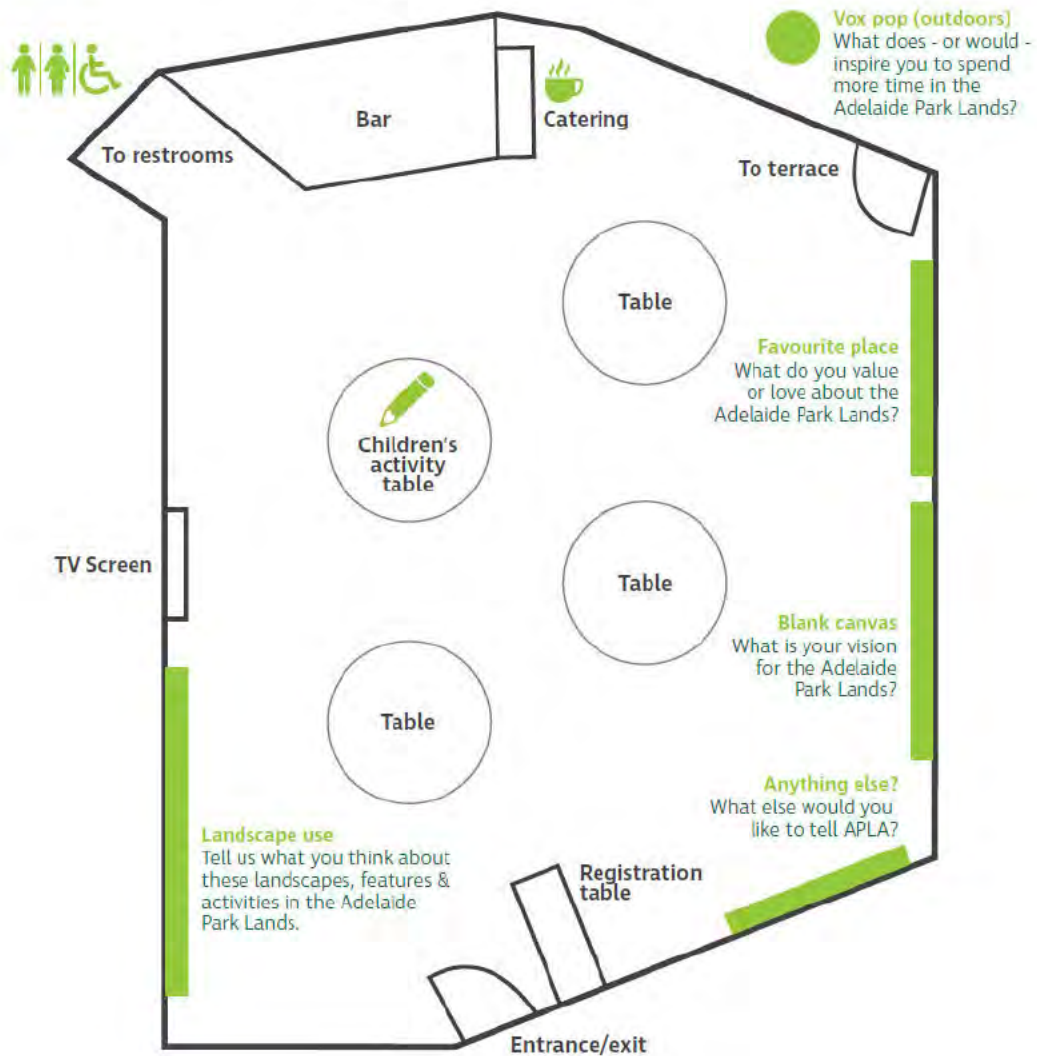 Vox pop (outdoors)
What does - or would -
inspire you to spend
more time in the
Adelaide Park Lands?
Bar
Catering
To restrooms
To terrace
Table
Favourite place
What do you value
or love about the
Adelaide Park Lands?
Children's
activity
table
TV Screen
Table
Blank canvas
What is your vision
for the Adelaide
Park Lands?
Table
Anything else?
What else would you
like to tell APLA?
Landscape use
Tell us what you think about
these landscapes, features &
activities in the Adelaide
Park Lands.
Registration
table
Entrance/exit